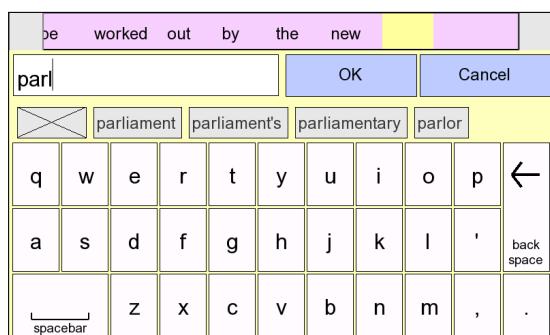 be worked out by the new
parl OK Cancel
parliament parliament's parliamentary parlor
q w e r t y u i o p
a s d f g h j k l ' back space
spacebar z x c v b n m , .